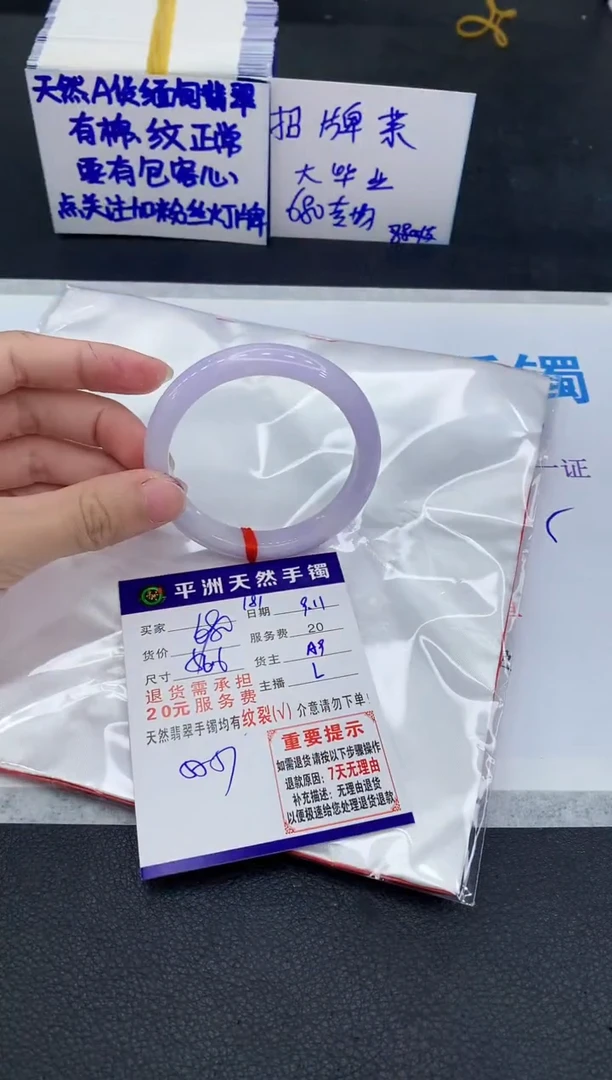 天然A货缅甸翡翠
有棉、纹正常
要有包容心
点关注加粉丝灯牌
招牌菜
大毕业
680专场
手镯
一证
平洲天然手镯
181
买家 680
日期 9.11
货价
服务费 20
尺寸
货主 A9
主播 L
退货需承担
20元服务费
天然翡翠手镯均有纹裂(√)介意请勿下单!
重要提示
如需退货请按以下步骤操作
退款原因:7天无理由
补充描述:无理由退货
以便极速给您处理退货退款